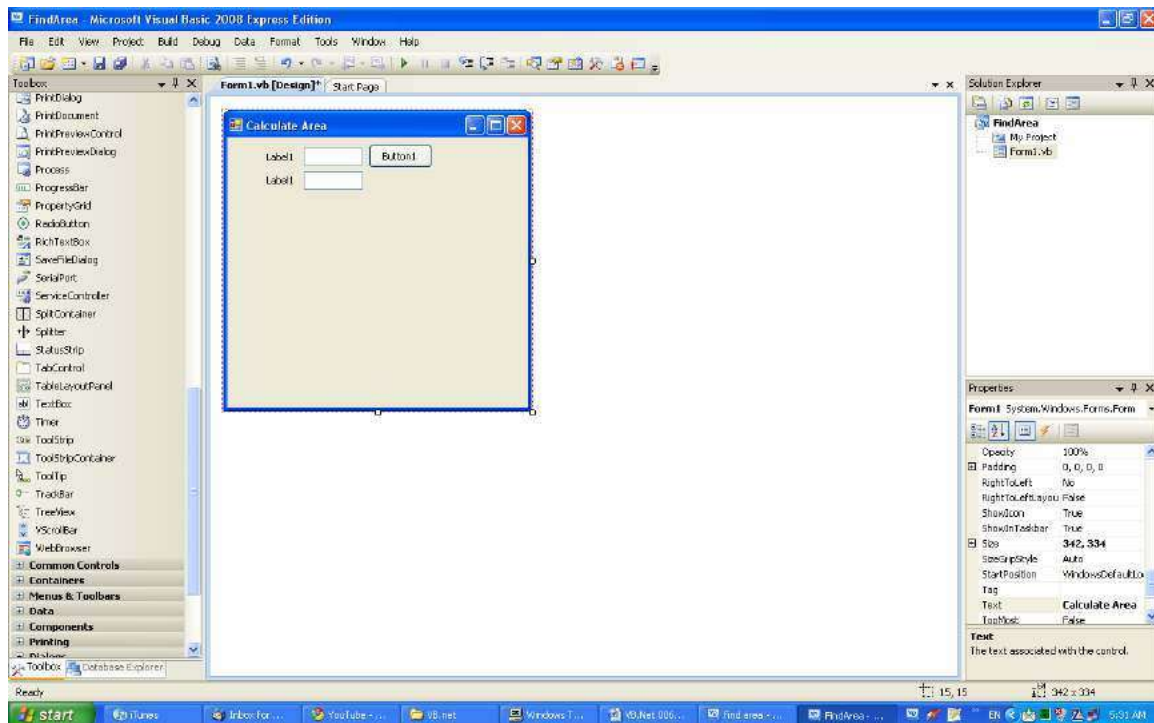 FindArea - Microsoft Visual Basic 2008 Express Edition
File Edit View Project Build Debug Data Format Tools Window Help
Toolbox
PrintDialog
PrintDocument
PrintPreviewControl
PrintPreviewDialog
Process
ProgressBar
PropertyGrid
RadioButton
RichTextBox
SaveFileDialog
SerialPort
ServiceController
SplitContainer
Splitter
StatusStrip
TabControl
TableLayoutPanel
TextBox
Timer
ToolStrip
ToolStripContainer
ToolTip
TrackBar
TreeView
VScrollBar
WebBrowser
Common Controls
Containers
Menus & Toolbars
Data
Components
Printing
Dialogs
Toolbox Database Explorer
Form1.vb [Design]* Start Page
Calculate Area
Label1 Button1
Label1
Solution Explorer
FindArea
My Project
Form1.vb
Properties
Form1 System.Windows.Forms.Form
Opacity 100%
Padding 0, 0, 0, 0
RightToLeft No
RightToLeftLayou False
ShowIcon True
ShowInTaskbar True
Size 342, 334
SizeGripStyle Auto
StartPosition WindowsDefaultLo
Tag
Text Calculate Area
TopMost False
Text
The text associated with the control.
Ready 15, 15 342 x 334
start iTunes Inbox for ... YouTube - ... VB.net Windows T... VB.Net 006... Find area - ... FindArea - ... EN 5:31 AM